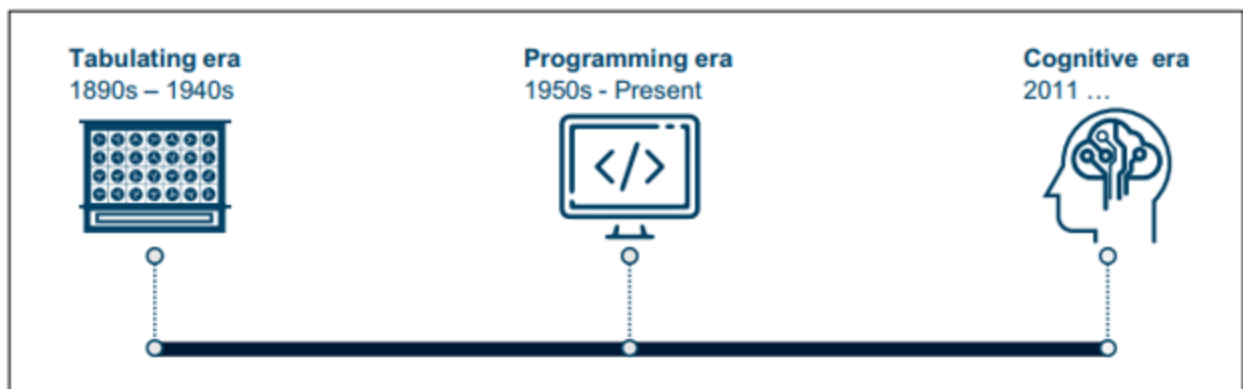 Tabulating era
1890s – 1940s
Programming era
1950s - Present
</>
Cognitive era
2011 ...